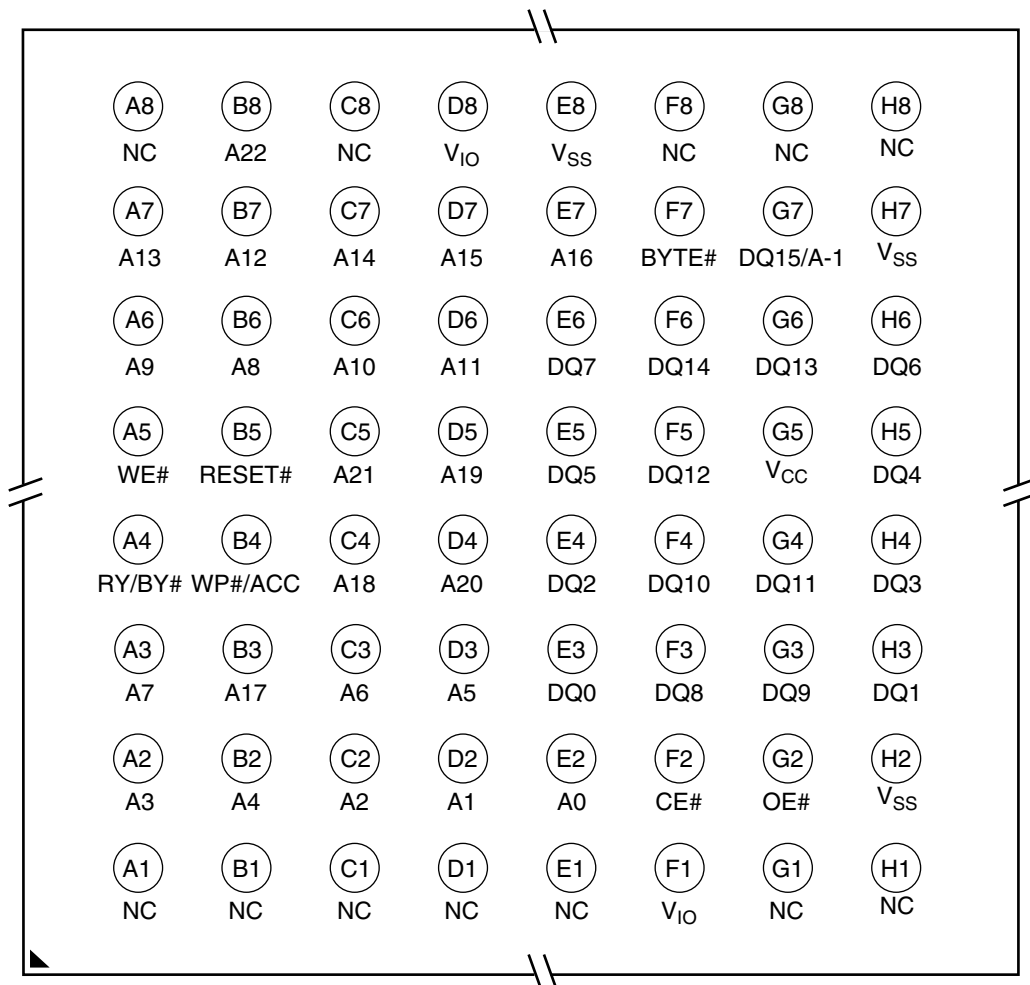 A8 B8 C8 D8 E8 F8 G8 H8
NC A22 NC VIO VSS NC NC NC
A7 B7 C7 D7 E7 F7 G7 H7
A13 A12 A14 A15 A16 BYTE# DQ15/A-1 VSS
A6 B6 C6 D6 E6 F6 G6 H6
A9 A8 A10 A11 DQ7 DQ14 DQ13 DQ6
A5 B5 C5 D5 E5 F5 G5 H5
WE# RESET# A21 A19 DQ5 DQ12 VCC DQ4
A4 B4 C4 D4 E4 F4 G4 H4
RY/BY# WP#/ACC A18 A20 DQ2 DQ10 DQ11 DQ3
A3 B3 C3 D3 E3 F3 G3 H3
A7 A17 A6 A5 DQ0 DQ8 DQ9 DQ1
A2 B2 C2 D2 E2 F2 G2 H2
A3 A4 A2 A1 A0 CE# OE# VSS
A1 B1 C1 D1 E1 F1 G1 H1
NC NC NC NC NC VIO NC NC